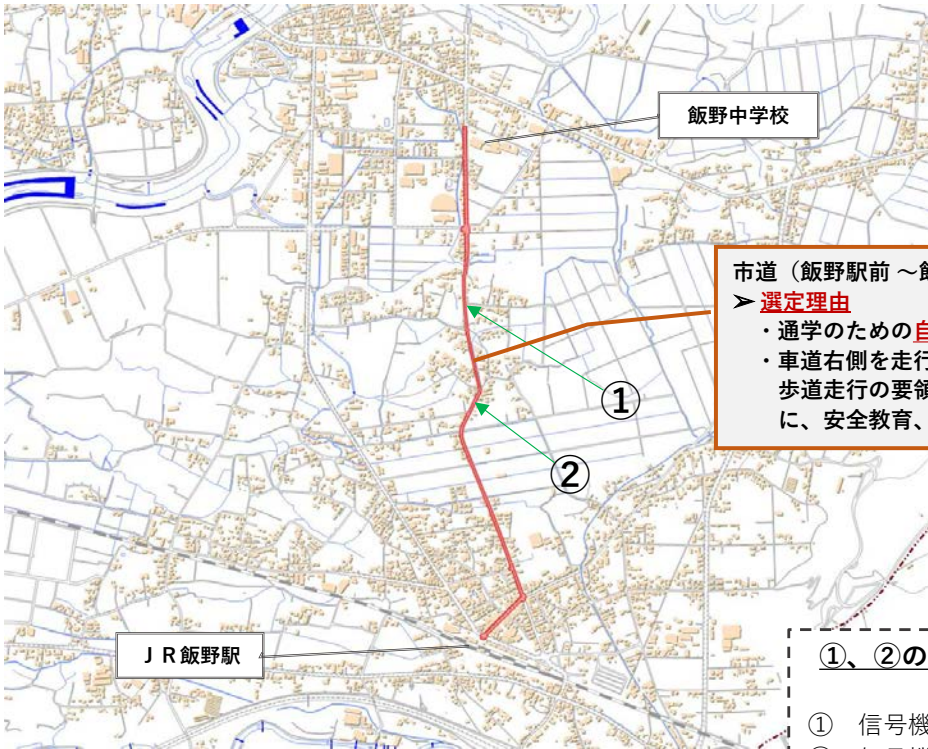 飯野中学校
市道（飯野駅前～飯
➢ 選定理由
・通学のための自
・車道右側を走行
歩道走行の要領
に、安全教育、
①
②
ＪＲ飯野駅
①、②の
① 信号機